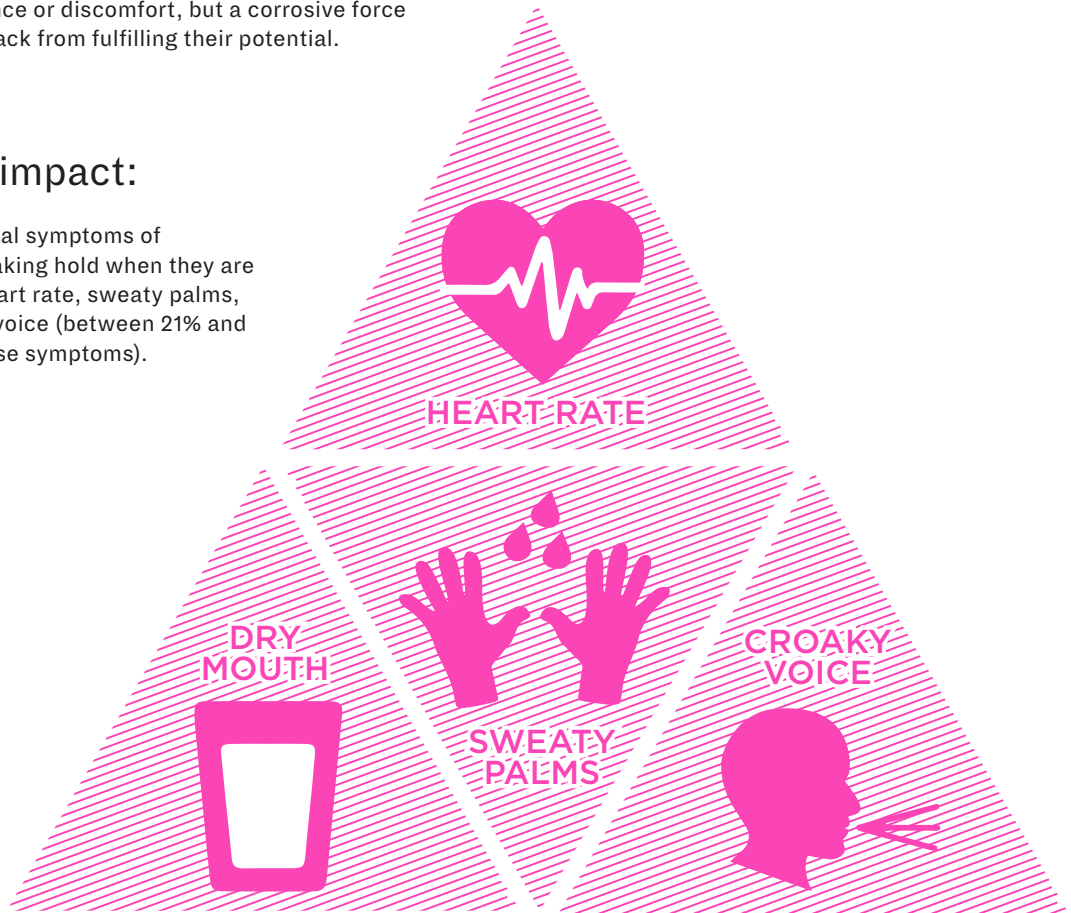 nce or discomfort, but a corrosive force
ack from fulfilling their potential.
impact:
al symptoms of
aking hold when they are
art rate, sweaty palms,
voice (between 21% and
se symptoms).
HEART RATE
DRY
MOUTH
SWEATY
PALMS
CROAKY
VOICE